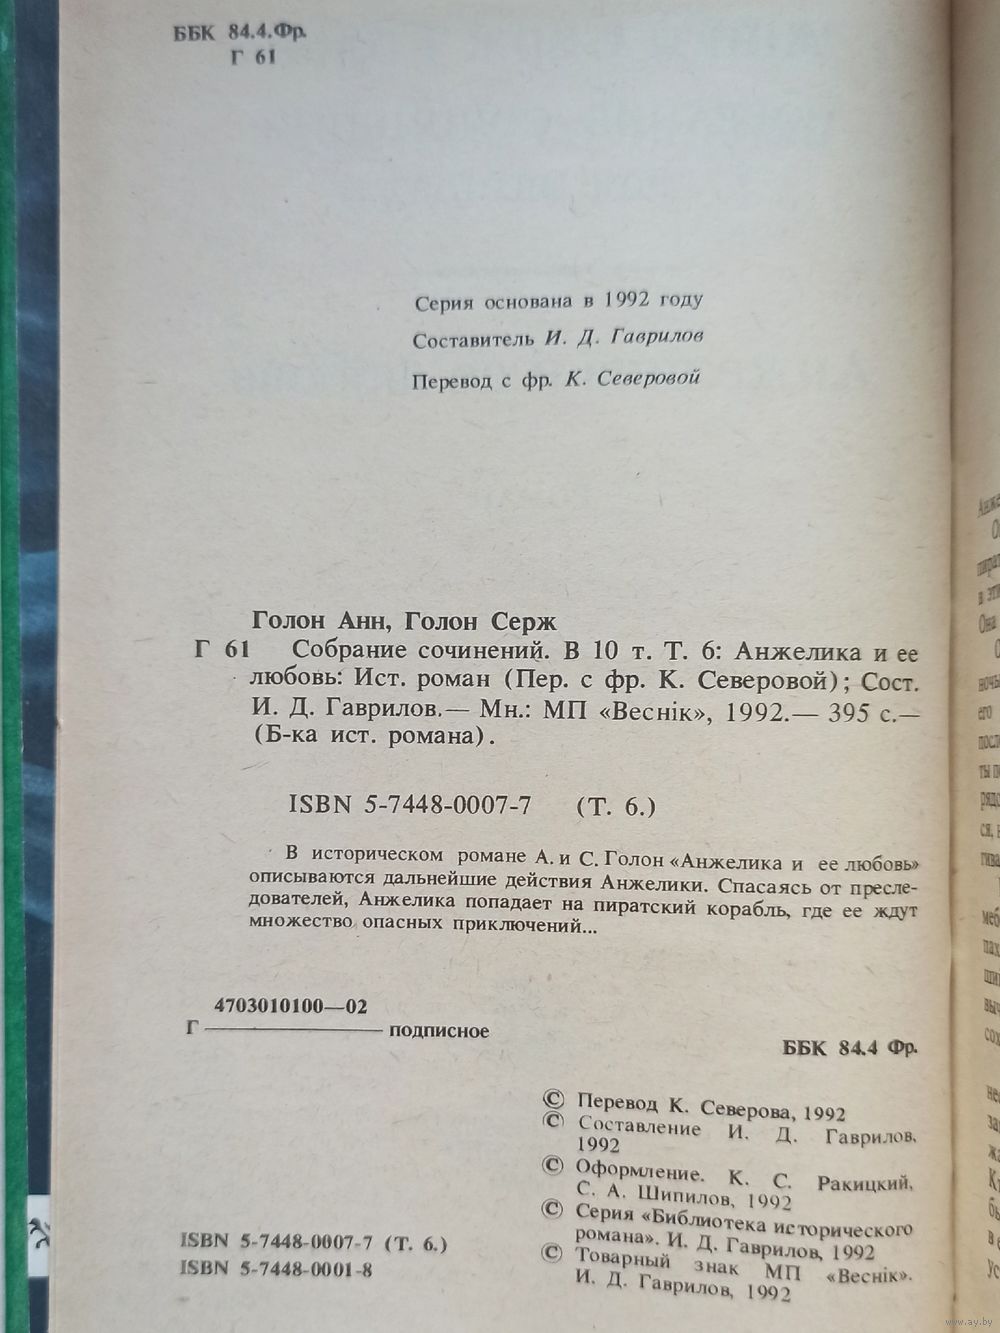 ББК 84.4.Фр.
Г 61
Серия основана в 1992 году
Составитель И. Д. Гаврилов
Перевод с фр. К. Северовой
Голон Анн, Голон Серж
Г 61 Собрание сочинений. В 10 т. Т. 6: Анжелика и ее
любовь: Ист. роман (Пер. с фр. К. Северовой); Сост.
И. Д. Гаврилов.— Мн.: МП «Веснік», 1992.— 395 с.—
(Б-ка ист. романа).
ISBN 5-7448-0007-7 (Т. 6.)
В историческом романе А. и С. Голон «Анжелика и ее любовь»
описываются дальнейшие действия Анжелики. Спасаясь от пресле-
дователей, Анжелика попадает на пиратский корабль, где ее ждут
множество опасных приключений...
4703010100—02
Г ———— подписное
ББК 84.4 Фр.
© Перевод К. Северова, 1992
© Составление И. Д. Гаврилов,
1992
© Оформление. К. С. Ракицкий,
С. А. Шипилов, 1992
© Серия «Библиотека исторического
романа». И. Д. Гаврилов, 1992
© Товарный знак МП «Веснік».
И. Д. Гаврилов, 1992
ISBN 5-7448-0007-7 (Т. 6.)
ISBN 5-7448-0001-8
www.ay.by